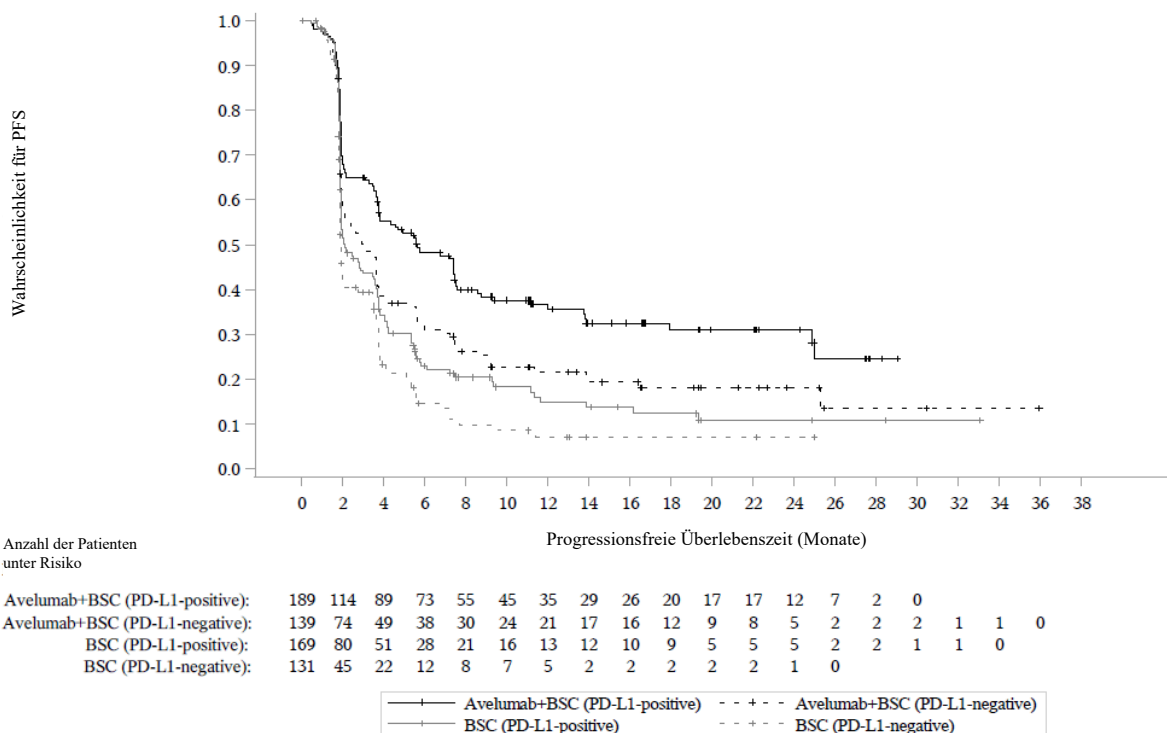 Wahrscheinlichkeit für PFS
1.0
0.9
0.8
0.7
0.6
0.5
0.4
0.3
0.2
0.1
0.0
0 2 4 6 8 10 12 14 16 18 20 22 24 26 28 30 32 34 36 38
Progressionsfreie Überlebenszeit (Monate)
Anzahl der Patienten
unter Risiko
Avelumab+BSC (PD-L1-positive): 189 114 89 73 55 45 35 29 26 20 17 17 12 7 2 0
Avelumab+BSC (PD-L1-negative): 139 74 49 38 30 24 21 17 16 12 9 8 5 2 2 2 1 1 0
BSC (PD-L1-positive): 169 80 51 28 21 16 13 12 10 9 5 5 5 2 2 1 1 0
BSC (PD-L1-negative): 131 45 22 12 8 7 5 2 2 2 2 2 1 0
Avelumab+BSC (PD-L1-positive) Avelumab+BSC (PD-L1-negative)
BSC (PD-L1-positive) BSC (PD-L1-negative)